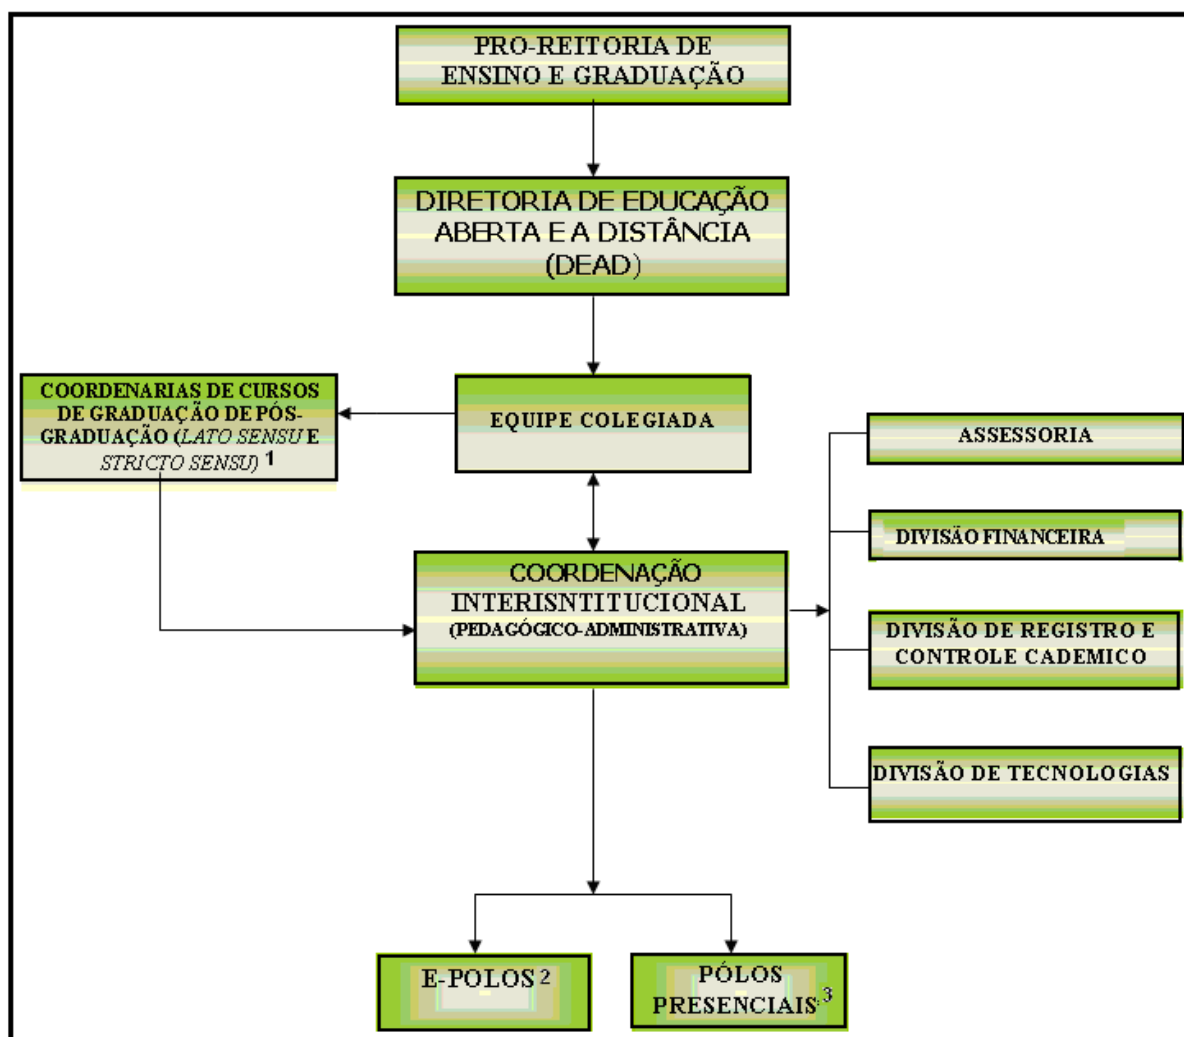 PRO-REITORIA DE
ENSINO E GRADUAÇÃO
DIRETORIA DE EDUCAÇÃO
ABERTA E A DISTÂNCIA
(DEAD)
COORDENARIAS DE CURSOS
DE GRADUAÇÃO DE PÓS-
GRADUAÇÃO (LATO SENSU E
STRICTO SENSU) 1
EQUIPE COLEGIADA
ASSESSORIA
DIVISÃO FINANCEIRA
COORDENAÇÃO
INTERISNTITUCIONAL
(PEDAGÓGICO-ADMINISTRATIVA)
DIVISÃO DE REGISTRO E
CONTROLE CADEMICO
DIVISÃO DE TECNOLOGIAS
E-POLOS 2
PÓLOS
PRESENCIAIS.3